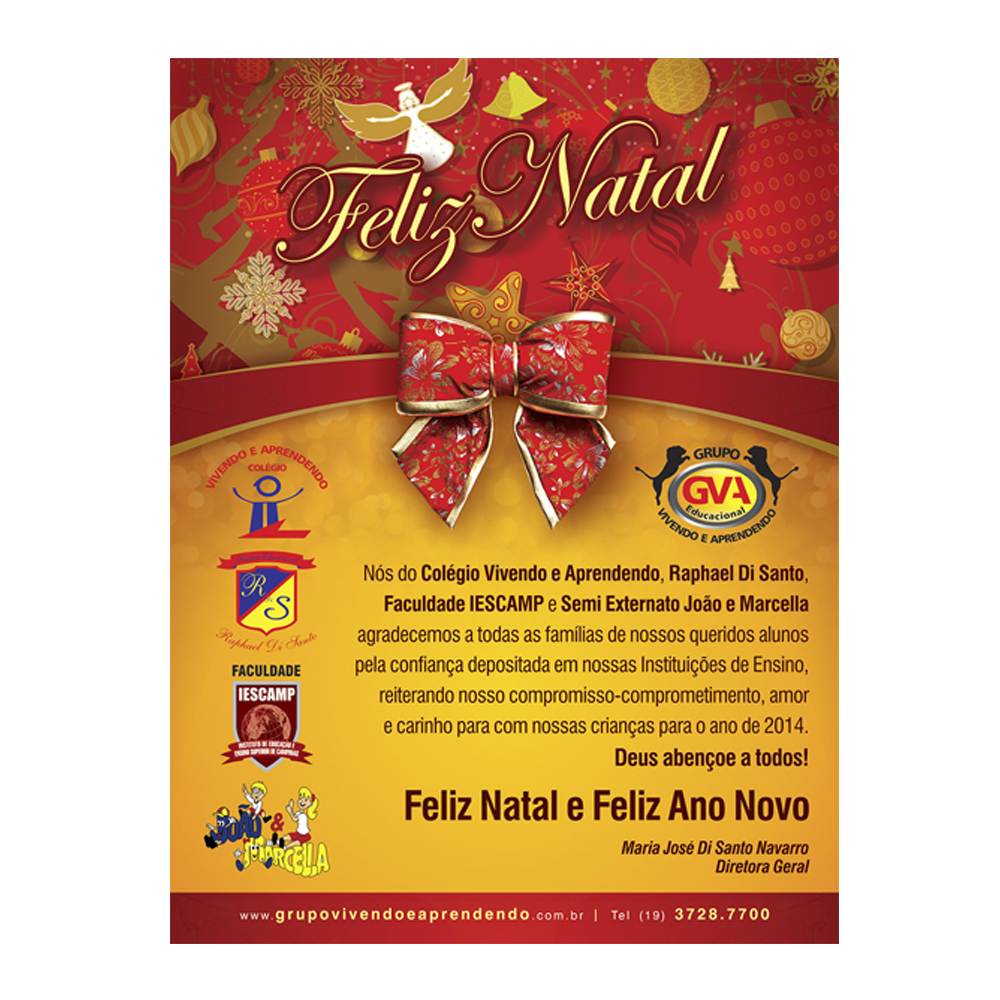 Feliz Natal
VIVENDO E APRENDENDO
COLÉGIO
GRUPO
GVA
Educacional
VIVENDO E APRENDENDO
R S
Raphael Di Santo
FACULDADE
IESCAMP
INSTITUTO DE EDUCAÇÃO E
ENSINO SUPERIOR DE CAMPINAS
JOÃO &
MARCELLA
Nós do Colégio Vivendo e Aprendendo, Raphael Di Santo,
Faculdade IESCAMP e Semi Externato João e Marcella
agradecemos a todas as famílias de nossos queridos alunos
pela confiança depositada em nossas Instituições de Ensino,
reiterando nosso compromisso-comprometimento, amor
e carinho para com nossas crianças para o ano de 2014.
Deus abençoe a todos!
Feliz Natal e Feliz Ano Novo
Maria José Di Santo Navarro
Diretora Geral
www.grupovivendoeaprendendo.com.br | Tel (19) 3728.7700